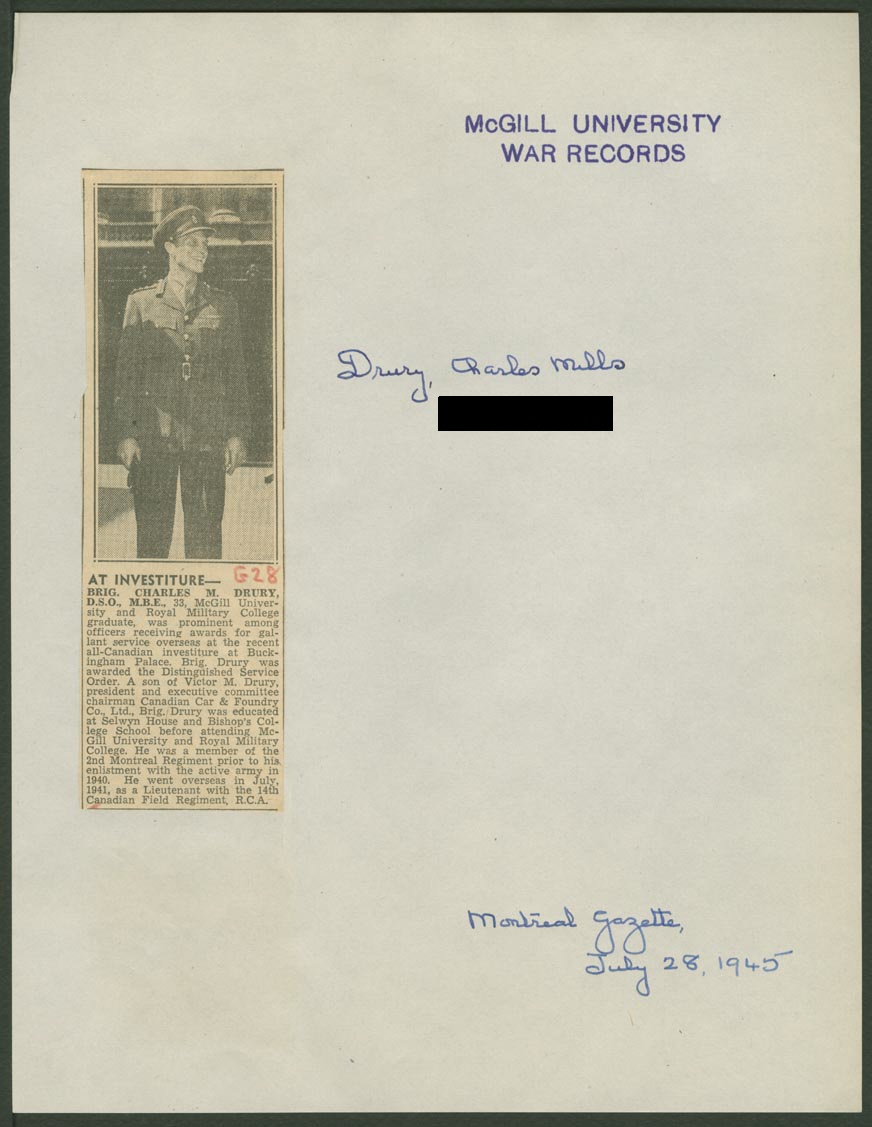 McGILL UNIVERSITY
WAR RECORDS
Drury, Charles Mills
AT INVESTITURE—
G28
BRIG. CHARLES M. DRURY,
D.S.O., M.B.E., 33, McGill Univer-
sity and Royal Military College
graduate, was prominent among
officers receiving awards for gal-
lant service overseas at the recent
all-Canadian investiture at Buck-
ingham Palace. Brig. Drury was
awarded the Distinguished Service
Order. A son of Victor M. Drury,
president and executive committee
chairman Canadian Car & Foundry
Co., Ltd., Brig. Drury was educated
at Selwyn House and Bishop's Col-
lege School before attending Mc-
Gill University and Royal Military
College. He was a member of the
2nd Montreal Regiment prior to his
enlistment with the active army in
1940. He went overseas in July,
1941, as a Lieutenant with the 14th
Canadian Field Regiment, R.C.A.
Montreal Gazette,
July 28, 1945